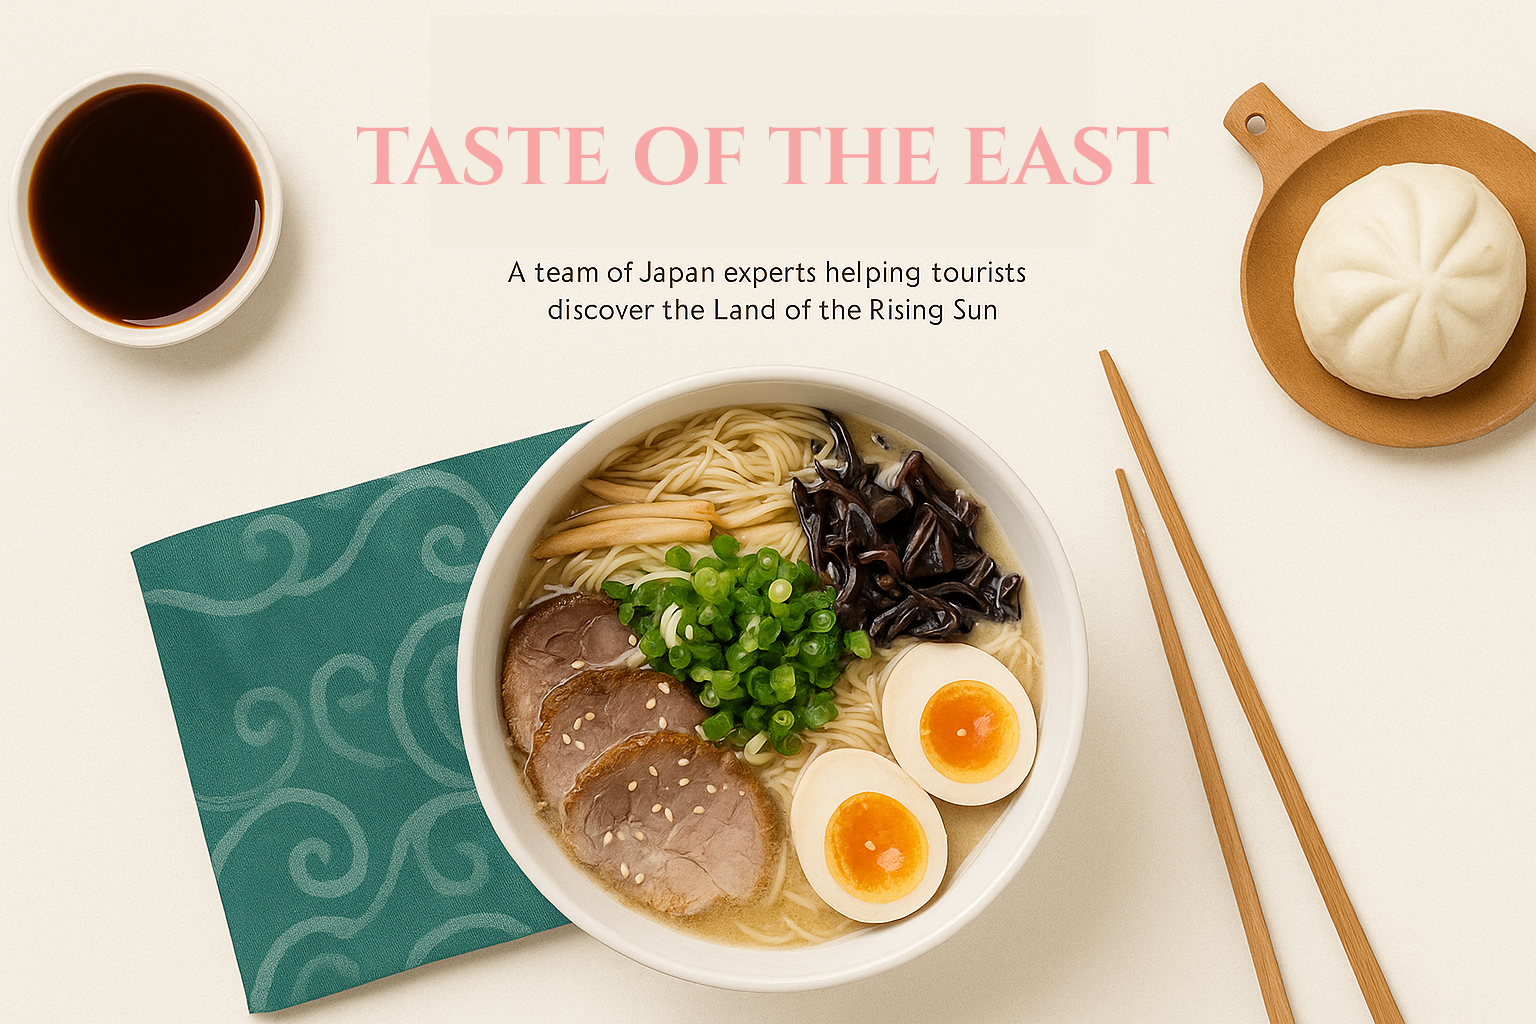 TASTE OF THE EAST
A team of Japan experts helping tourists
discover the Land of the Rising Sun